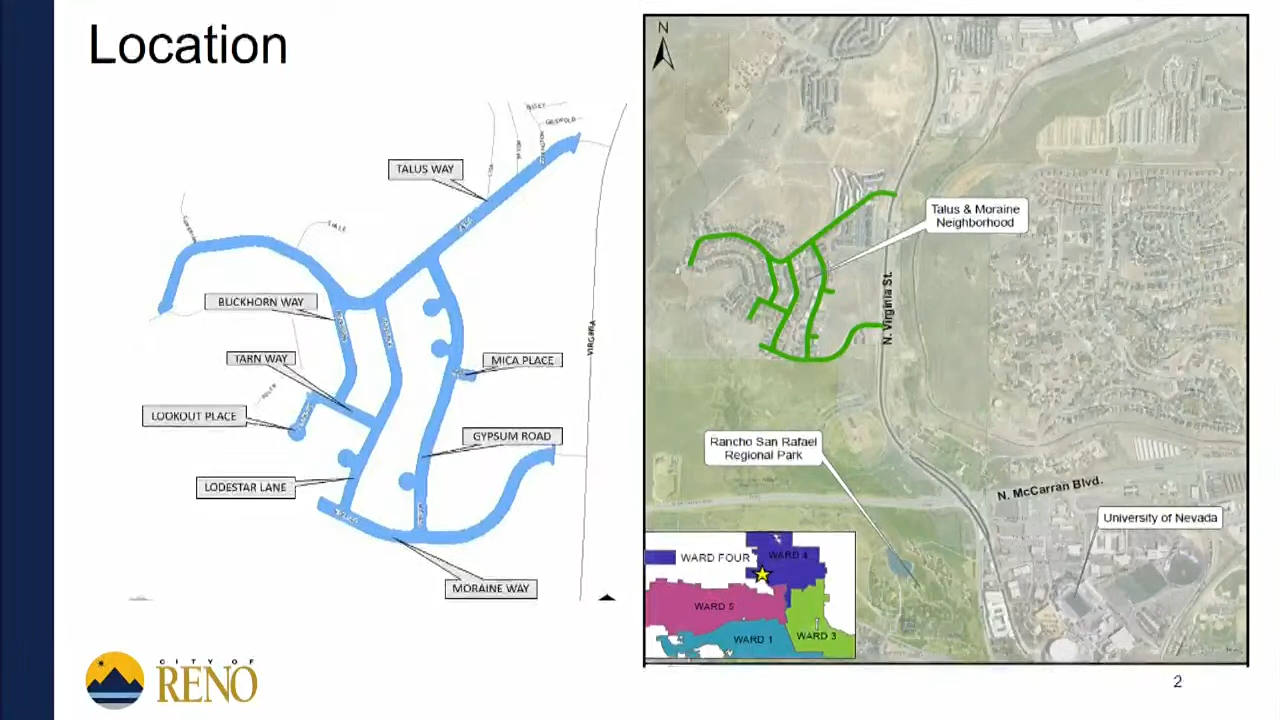 Location
TALUS WAY
BUCKHORN WAY
TARN WAY
LOOKOUT PLACE
LODESTAR LANE
MICA PLACE
GYPSUM ROAD
MORAINE WAY
GRISWOLD
VIRGINIA
N
Talus & Moraine
Neighborhood
N. Virginia St.
Rancho San Rafael
Regional Park
N. McCarran Blvd.
University of Nevada
WARD FOUR
WARD 4
WARD 5
WARD 1
WARD 3
CITY OF
RENO
2